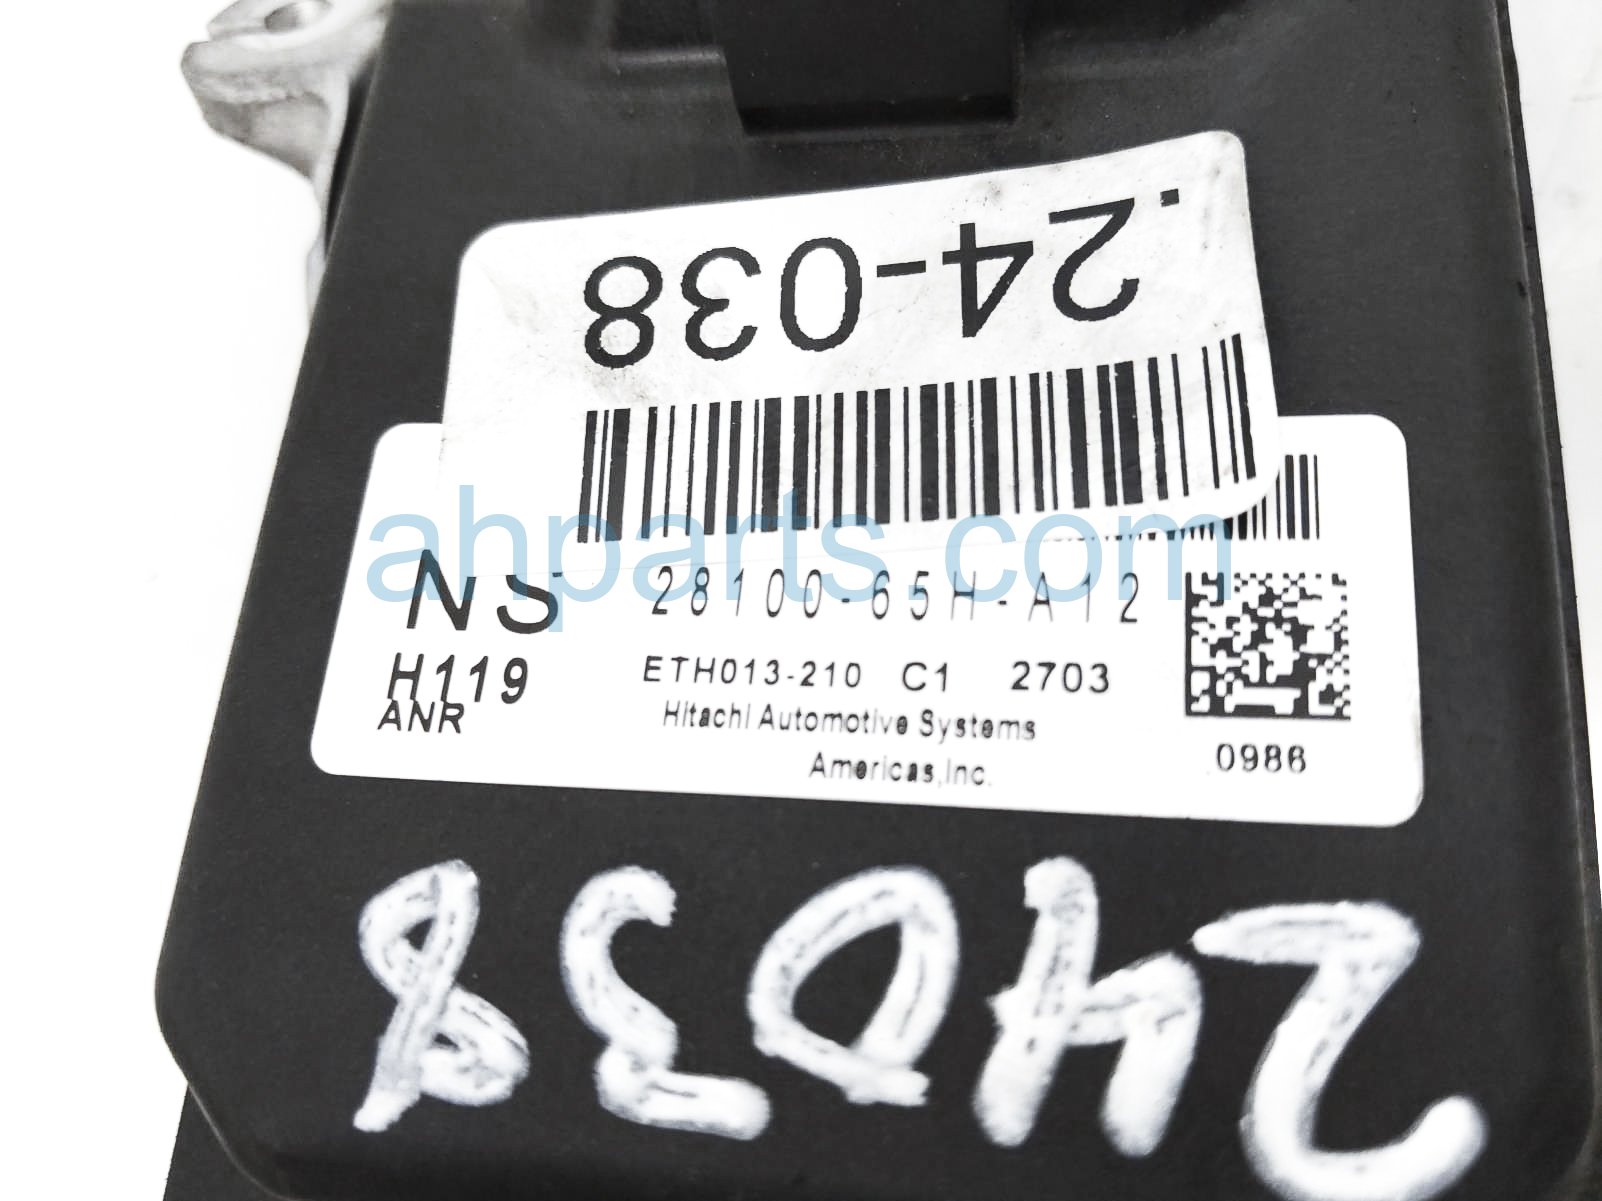 .24-038
NS 28100-65H-A12
H119 ETH013-210 C1 2703
ANR Hitachi Automotive Systems
Americas,Inc.
0986
24038
ahparts.com